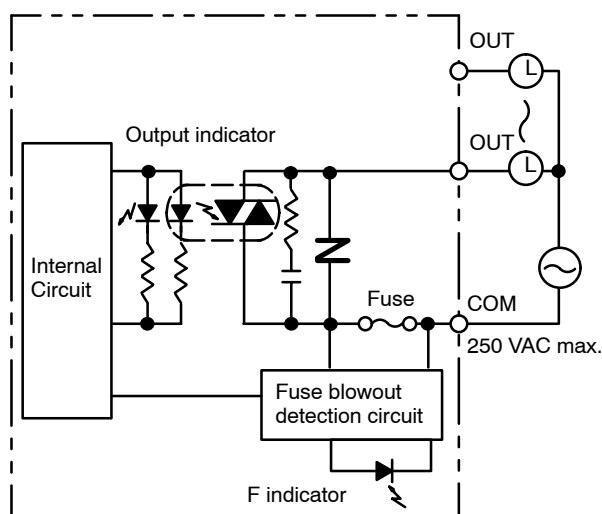 OUT
L
Output indicator
OUT
L
Internal
Circuit
Fuse
COM
250 VAC max.
Fuse blowout
detection circuit
F indicator